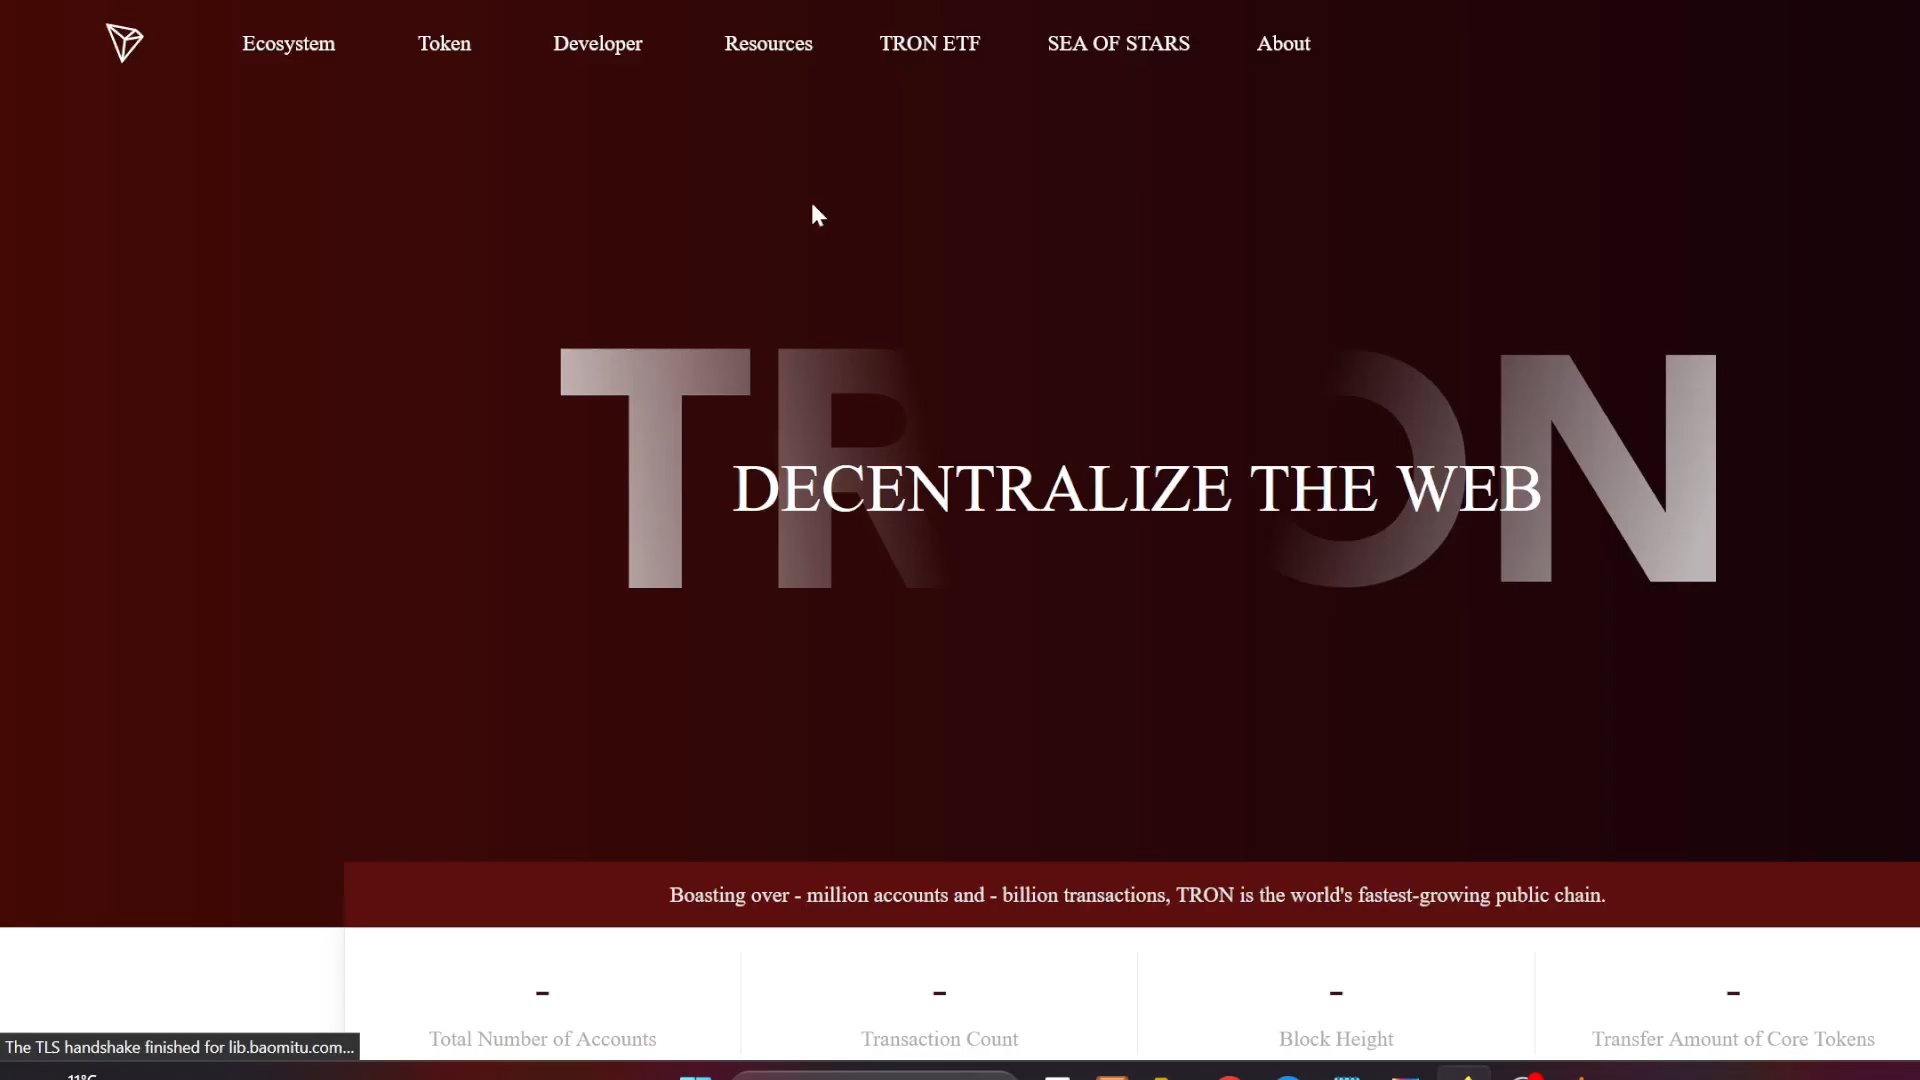 Ecosystem Token Developer Resources TRON ETF SEA OF STARS About
TRON
DECENTRALIZE THE WEB
Boasting over - million accounts and - billion transactions, TRON is the world's fastest-growing public chain.
- - - -
Total Number of Accounts Transaction Count Block Height Transfer Amount of Core Tokens
The TLS handshake finished for lib.baomitu.com...
11°C